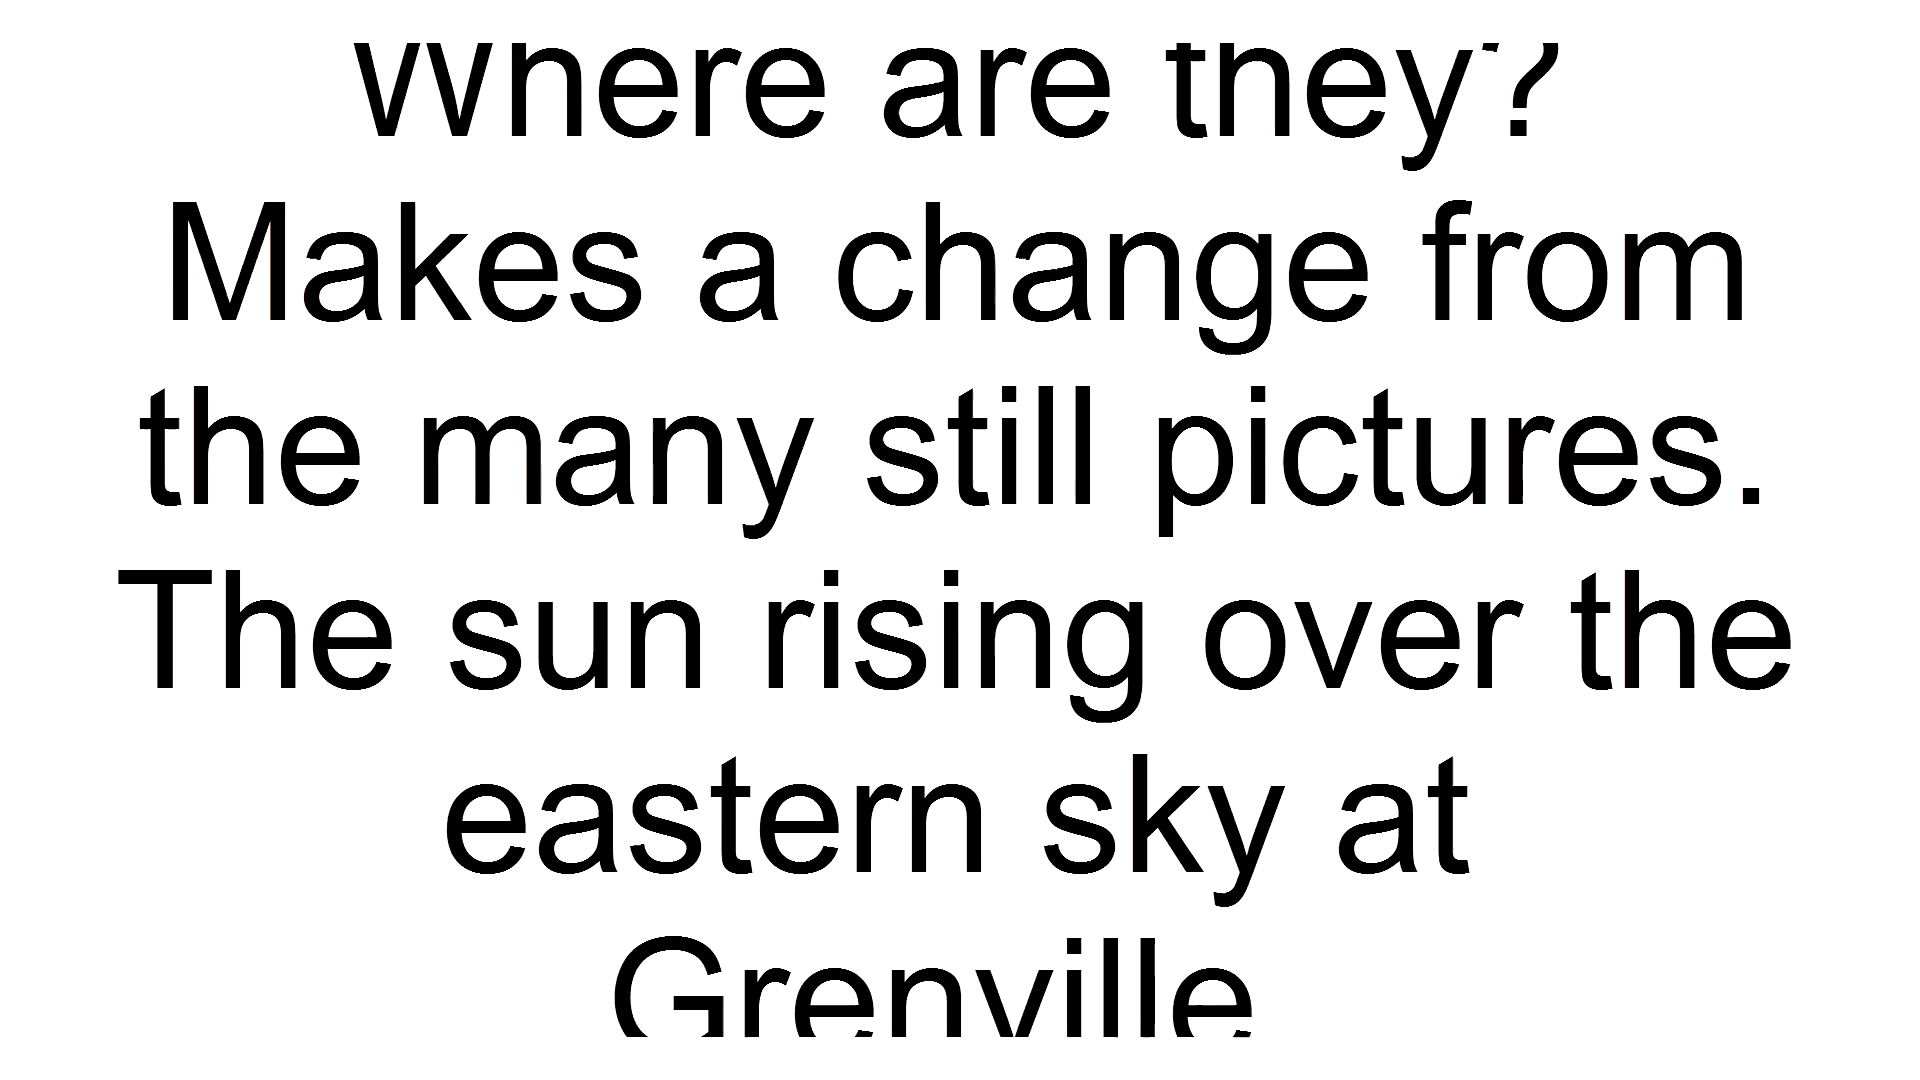 Where are they?
Makes a change from
the many still pictures.
The sun rising over the
eastern sky at
Grenville